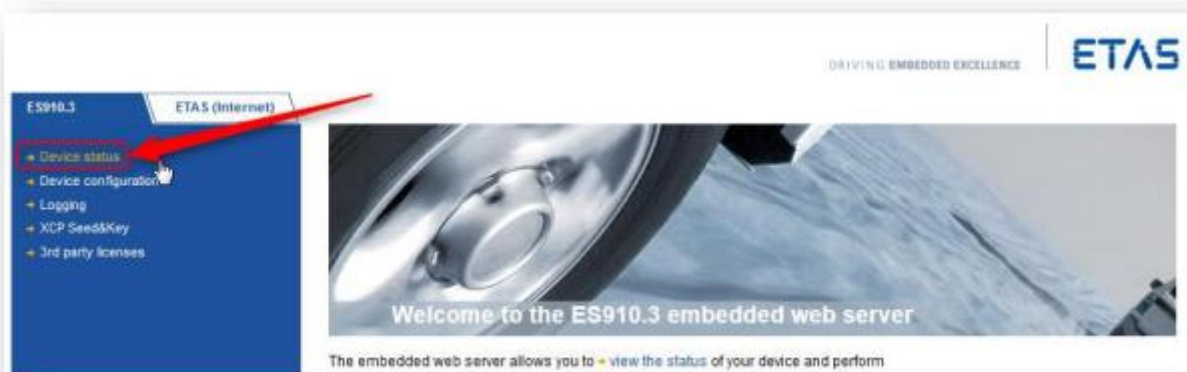 DRIVING EMBEDDED EXCELLENCE
ETAS
ES910.3
ETAS (Internet)
Device status
Device configuration
Logging
XCP Seed&Key
3rd party licenses
Welcome to the ES910.3 embedded web server
The embedded web server allows you to view the status of your device and perform